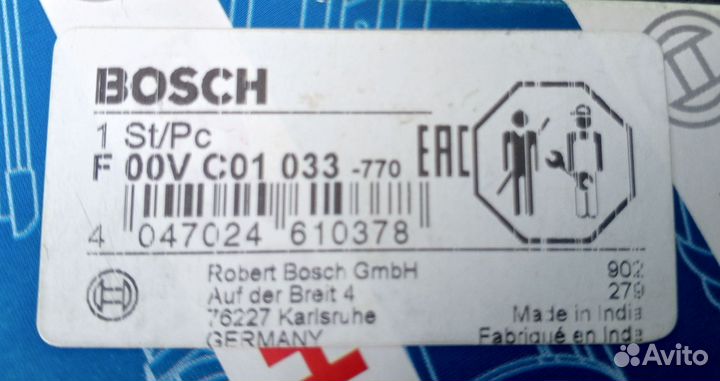 BOSCH
1 St/Pc
F 00V C01 033 -770
EAC
4 047024 610378
Robert Bosch GmbH
Auf der Breit 4
76227 Karlsruhe
GERMANY
902
279
Made in India
Fabriqué en Inde
Avito